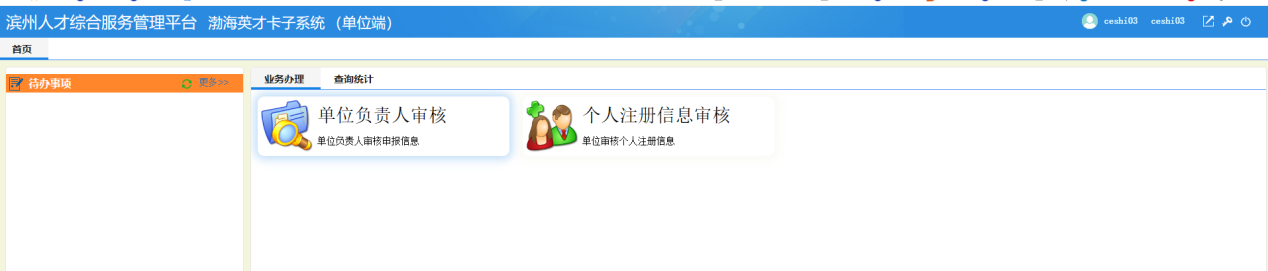 滨州人才综合服务管理平台 渤海英才卡子系统（单位端） ceshi03 ceshi03
首页
待办事项 更多>>
业务办理 查询统计
单位负责人审核
单位负责人审核申报信息
个人注册信息审核
单位审核个人注册信息